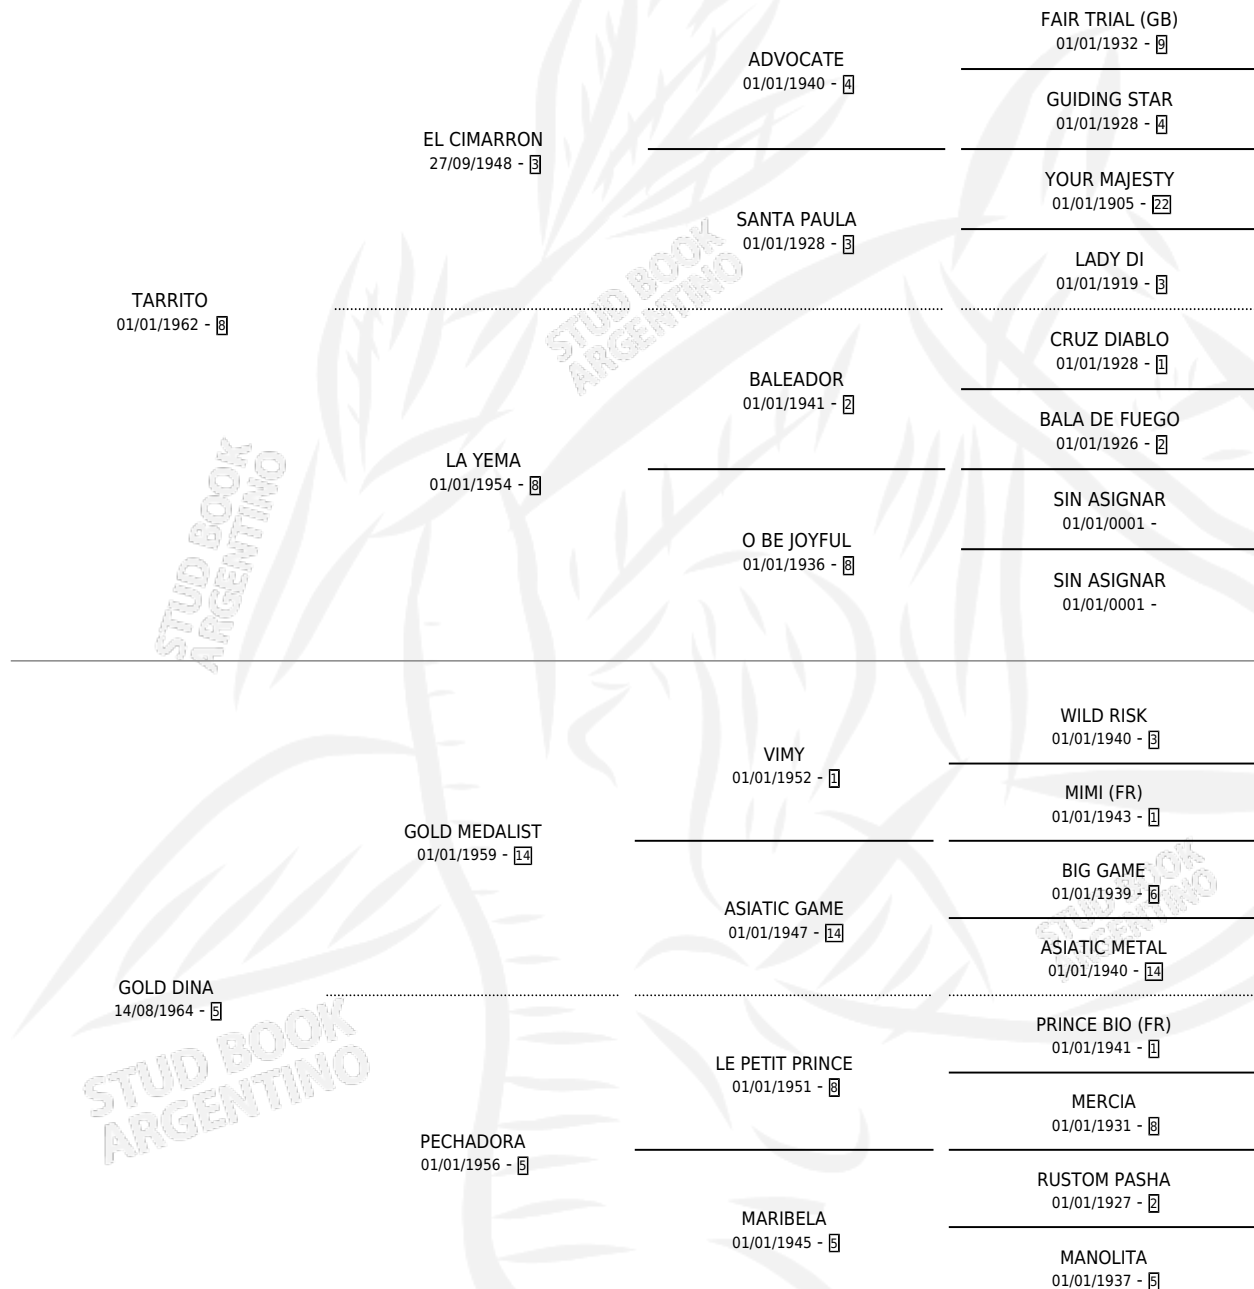 FAIR TRIAL (GB)
01/01/1932 - 9
ADVOCATE
01/01/1940 - 4
GUIDING STAR
01/01/1928 - 4
EL CIMARRON
27/09/1948 - 3
YOUR MAJESTY
01/01/1905 - 22
SANTA PAULA
01/01/1928 - 3
LADY DI
01/01/1919 - 3
TARRITO
01/01/1962 - 8
CRUZ DIABLO
01/01/1928 - 1
BALEADOR
01/01/1941 - 2
BALA DE FUEGO
01/01/1926 - 2
LA YEMA
01/01/1954 - 8
SIN ASIGNAR
01/01/0001 -
O BE JOYFUL
01/01/1936 - 8
SIN ASIGNAR
01/01/0001 -
WILD RISK
01/01/1940 - 3
VIMY
01/01/1952 - 1
MIMI (FR)
01/01/1943 - 1
GOLD MEDALIST
01/01/1959 - 14
BIG GAME
01/01/1939 - 6
ASIATIC GAME
01/01/1947 - 14
ASIATIC METAL
01/01/1940 - 14
GOLD DINA
14/08/1964 - 5
PRINCE BIO (FR)
01/01/1941 - 1
LE PETIT PRINCE
01/01/1951 - 8
MERCIA
01/01/1931 - 8
PECHADORA
01/01/1956 - 5
RUSTOM PASHA
01/01/1927 - 2
MARIBELA
01/01/1945 - 5
MANOLITA
01/01/1937 - 5
STUD BOOK
ARGENTINO
STUD BOOK
ARGENTINO
STUD BOOK
ARGENTINO
STUD BOOK
ARGENTINO